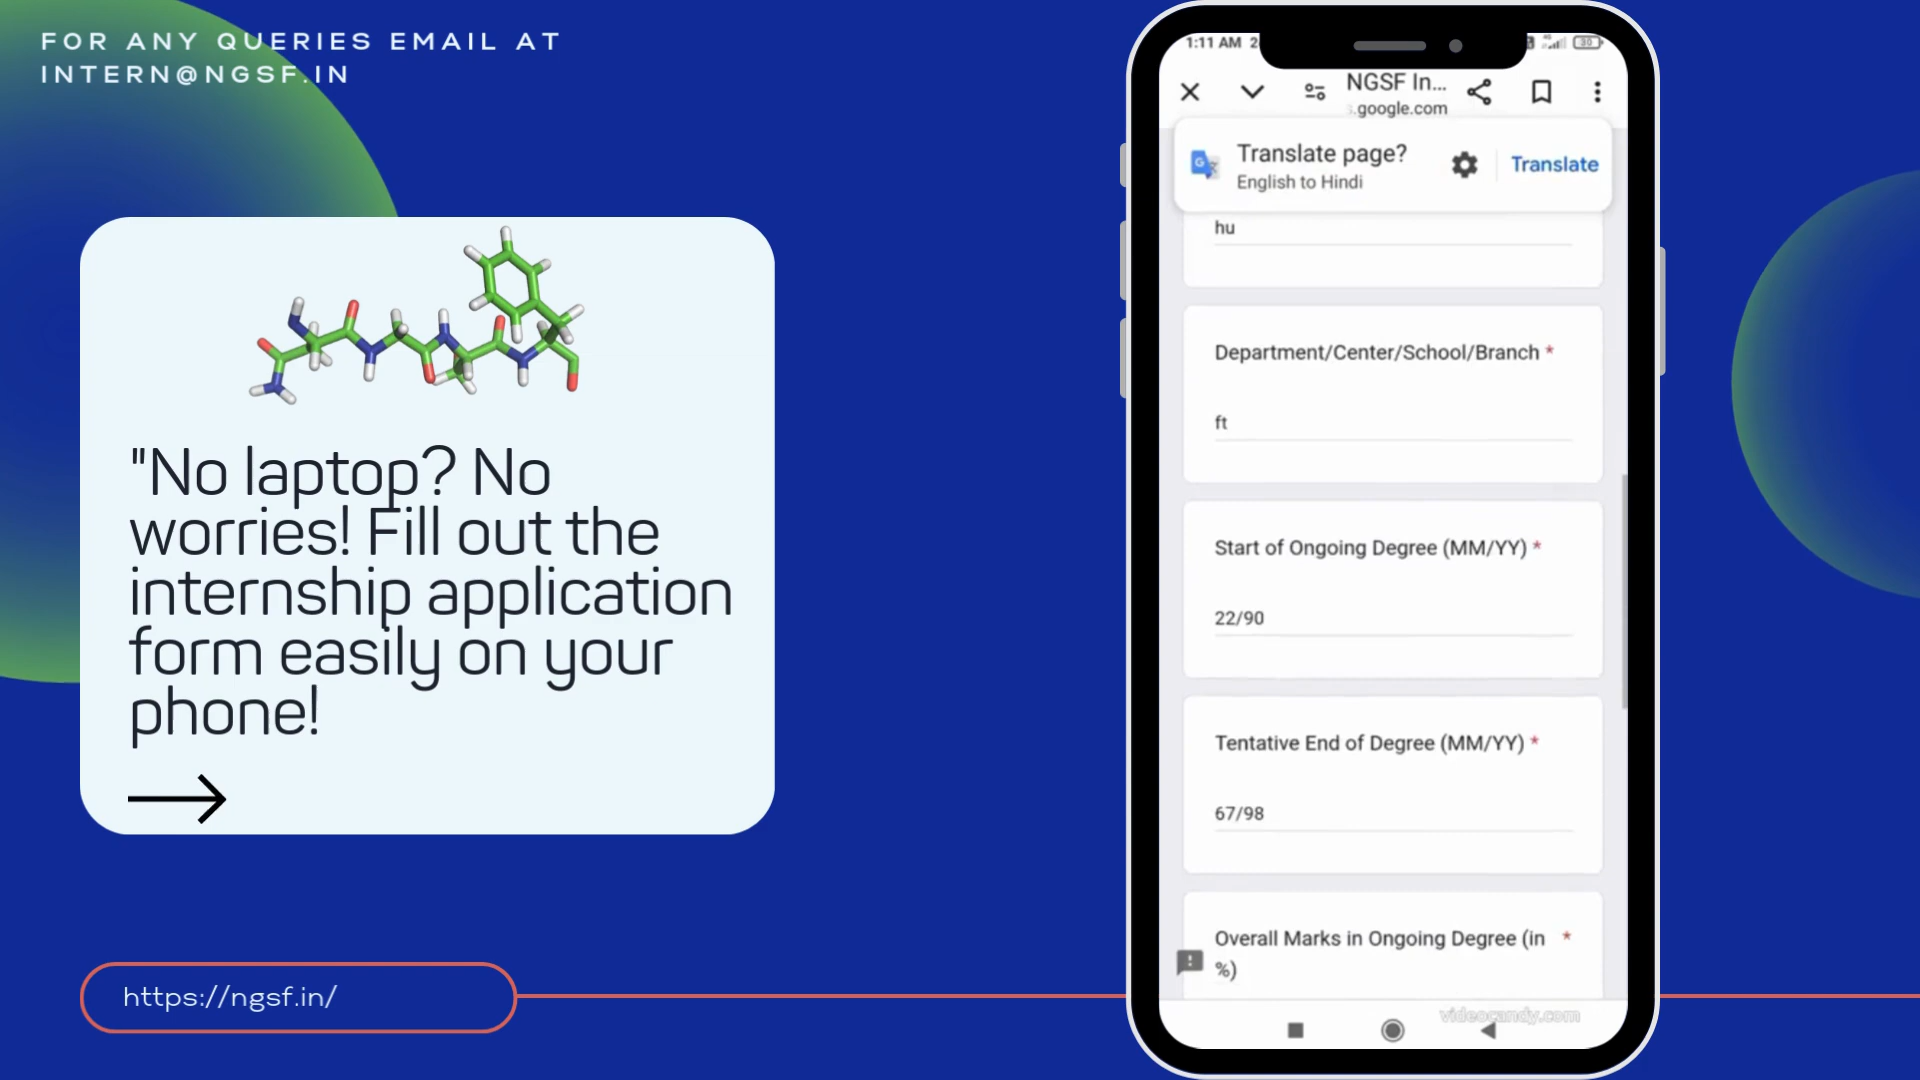 FOR ANY QUERIES EMAIL AT
INTERN@NGSF.IN
"No laptop? No
worries! Fill out the
internship application
form easily on your
phone!
https://ngsf.in/
1:11 AM 2
30
NGSF In...
.google.com
Translate page?
English to Hindi
Translate
hu
Department/Center/School/Branch *
ft
Start of Ongoing Degree (MM/YY) *
22/90
Tentative End of Degree (MM/YY) *
67/98
Overall Marks in Ongoing Degree (in *
%)
videocandy.com